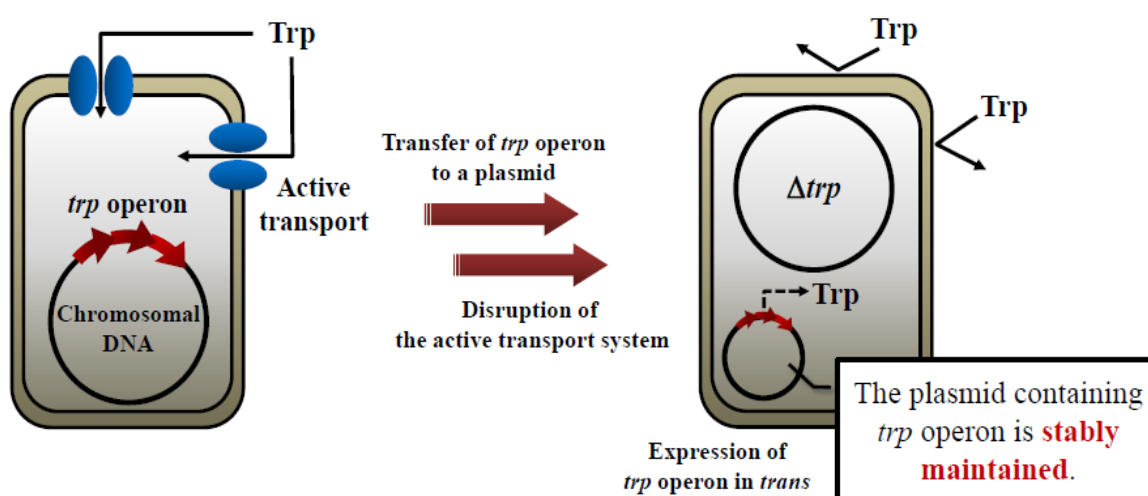 Trp
Active
transport
trp operon
Chromosomal
DNA
Transfer of trp operon
to a plasmid
Disruption of
the active transport system
Trp
Trp
Δtrp
Trp
Expression of
trp operon in trans
The plasmid containing
trp operon is stably
maintained.